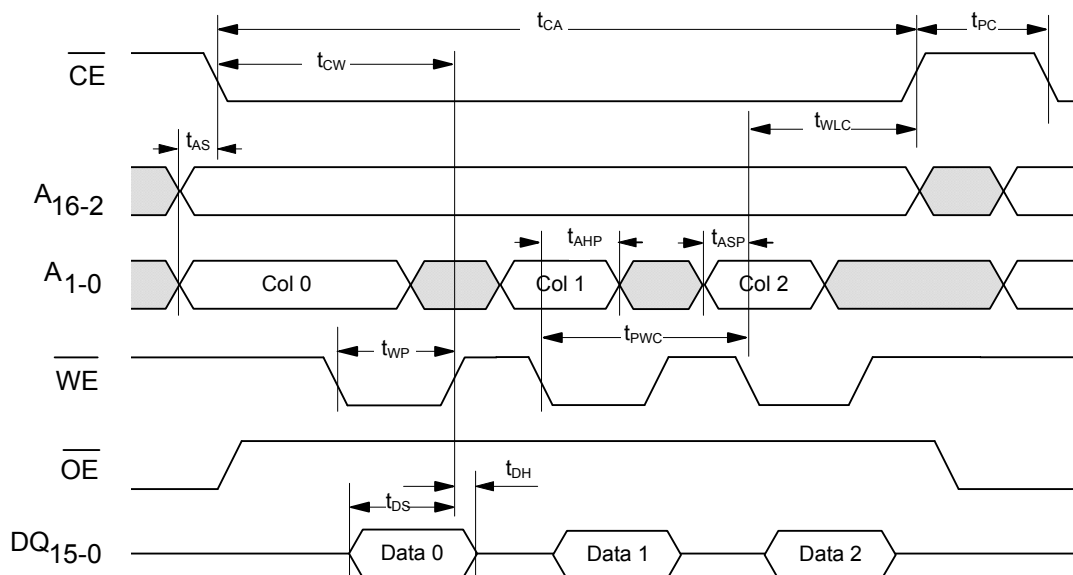 tCA
tPC
CE
tCW
tWLC
tAS
A16-2
tAHP
tASP
A1-0
Col 0
Col 1
Col 2
tPWC
tWP
WE
OE
tDH
tDS
DQ15-0
Data 0
Data 1
Data 2